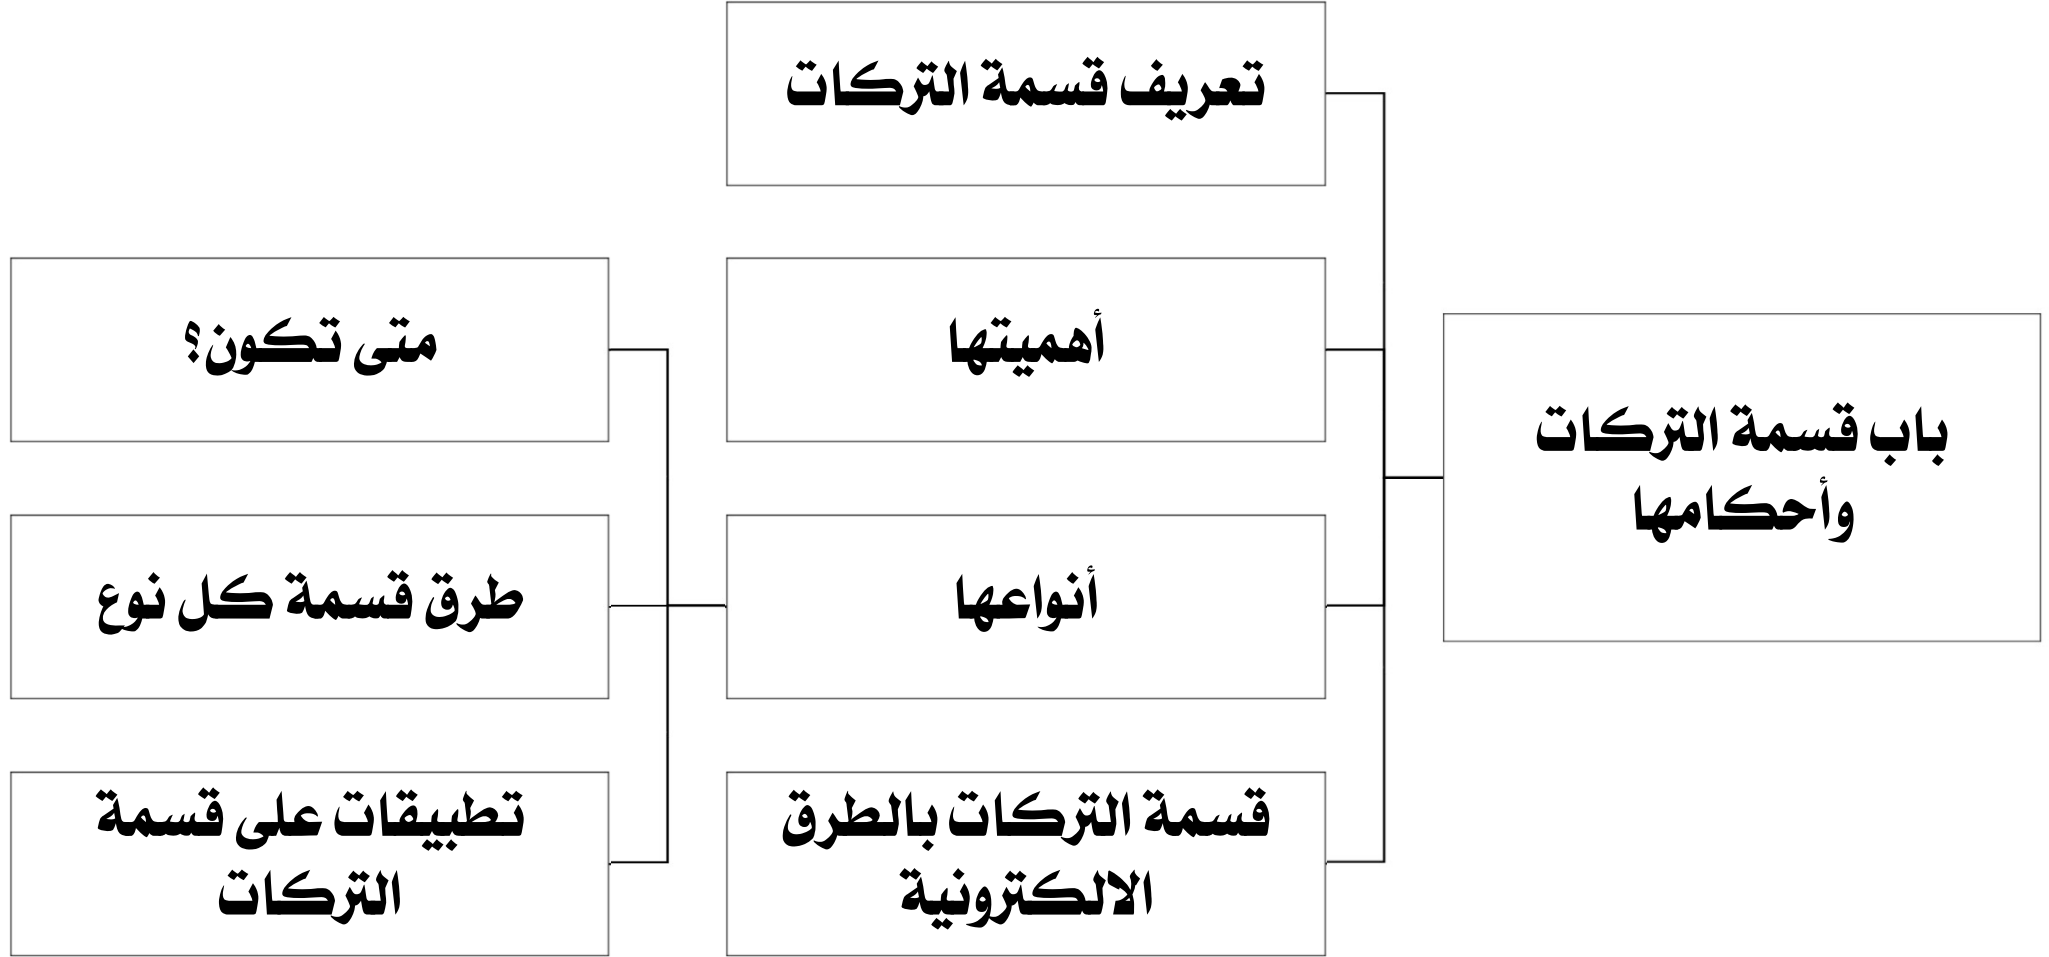 باب قسمة التركات
وأحكامها
تعريف قسمة التركات
أهميتها
أنواعها
متى تكون؟
طرق قسمة كل نوع
تطبيقات على قسمة
التركات
قسمة التركات بالطرق
الالكترونية